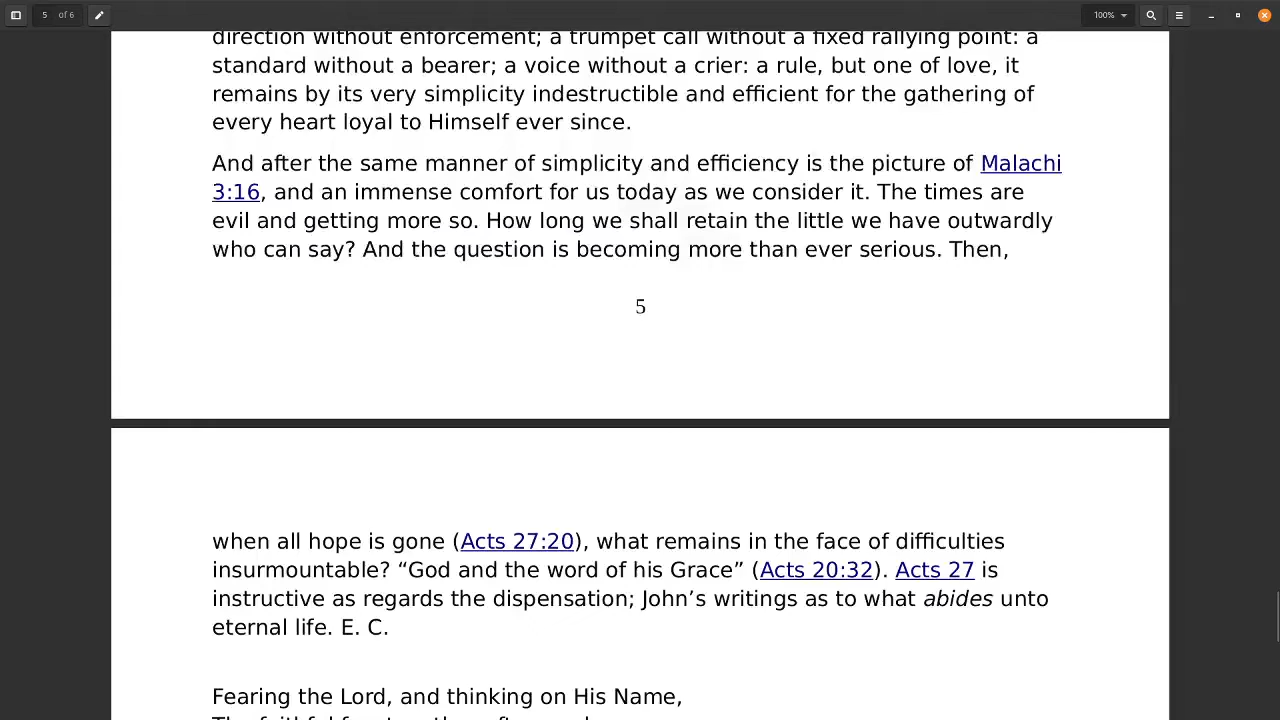 5 of 6
100%
direction without enforcement; a trumpet call without a fixed rallying point: a
standard without a bearer; a voice without a crier: a rule, but one of love, it
remains by its very simplicity indestructible and efficient for the gathering of
every heart loyal to Himself ever since.
And after the same manner of simplicity and efficiency is the picture of Malachi
3:16, and an immense comfort for us today as we consider it. The times are
evil and getting more so. How long we shall retain the little we have outwardly
who can say? And the question is becoming more than ever serious. Then,
5
when all hope is gone (Acts 27:20), what remains in the face of difficulties
insurmountable? “God and the word of his Grace” (Acts 20:32). Acts 27 is
instructive as regards the dispensation; John’s writings as to what abides unto
eternal life. E. C.
Fearing the Lord, and thinking on His Name,